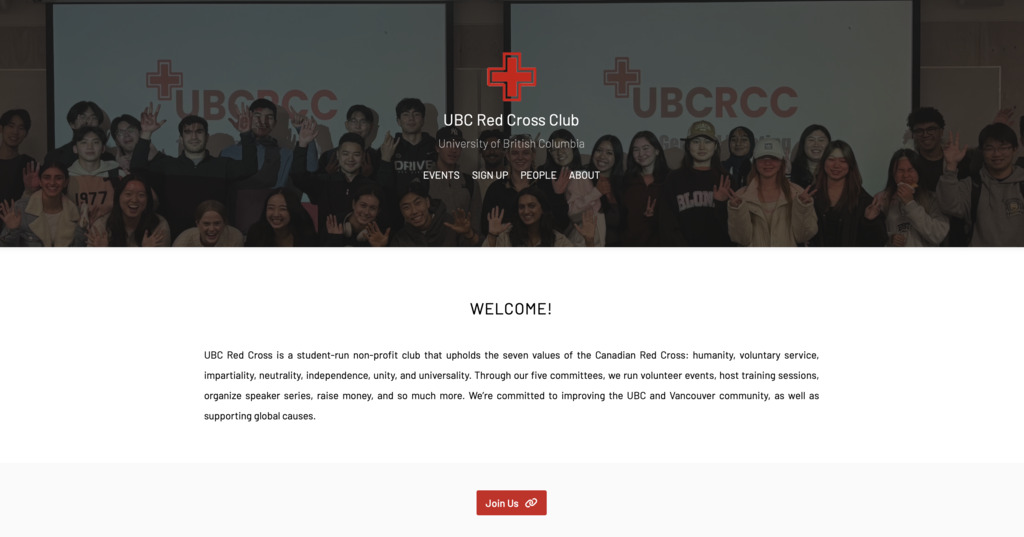 UBCRCC
UBCRCC
UBC Red Cross Club
University of British Columbia
DRIVE
EVENTS SIGN UP PEOPLE ABOUT
1977
WELCOME!
UBC Red Cross is a student-run non-profit club that upholds the seven values of the Canadian Red Cross: humanity, voluntary service,
impartiality, neutrality, independence, unity, and universality. Through our five committees, we run volunteer events, host training sessions,
organize speaker series, raise money, and so much more. We're committed to improving the UBC and Vancouver community, as well as
supporting global causes.
Join Us